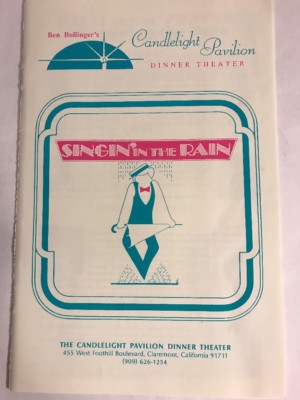 Ben Bollinger's
Candlelight
Pavilion
DINNER THEATER
SINGIN' IN THE RAIN
THE CANDLELIGHT PAVILION DINNER THEATER
455 West Foothill Boulevard, Claremont, California 91711
(909) 626-1254